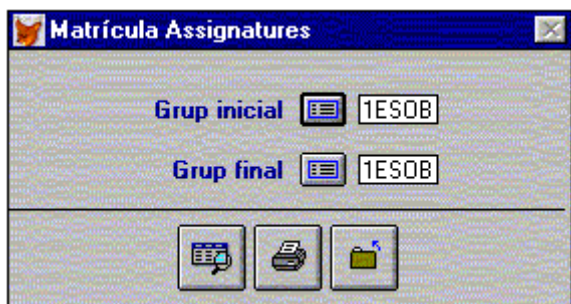 Matrícula Assignatures
Grup inicial 1ESOB
Grup final 1ESOB